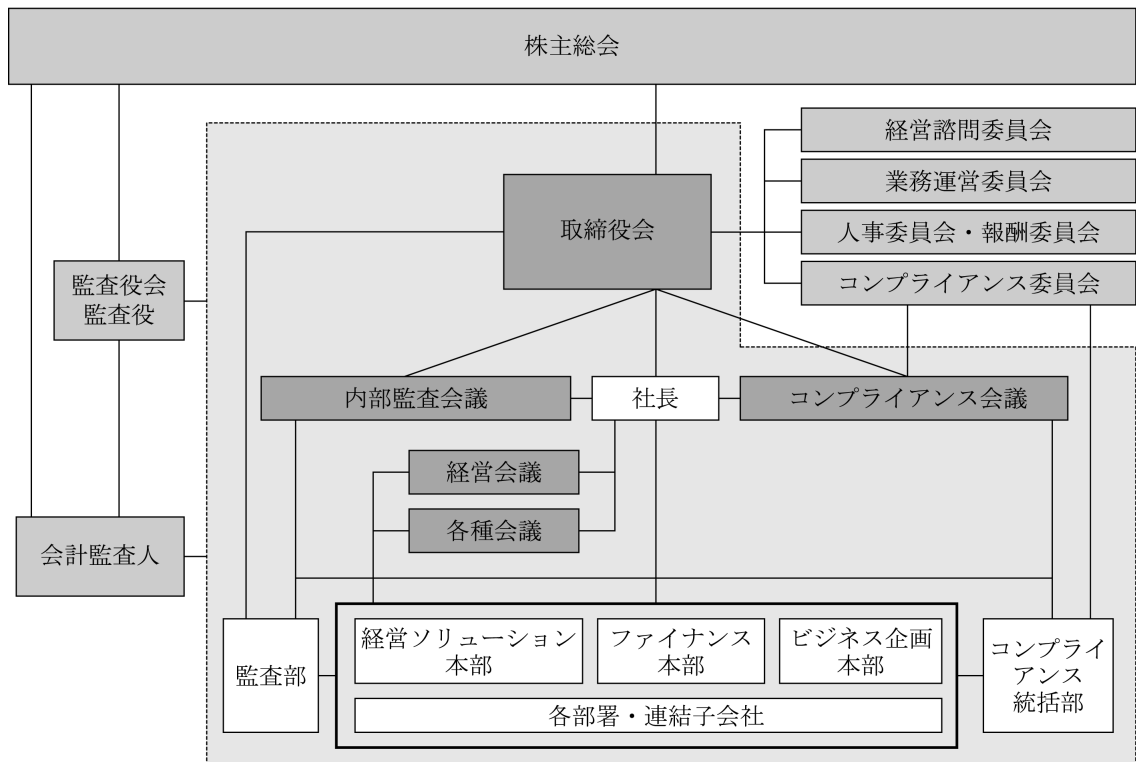 株主総会
経営諮問委員会
業務運営委員会
取締役会
人事委員会・報酬委員会
コンプライアンス委員会
監査役会
監査役
内部監査会議
社長
コンプライアンス会議
経営会議
各種会議
会計監査人
監査部
経営ソリューション
本部
ファイナンス
本部
ビジネス企画
本部
各部署・連結子会社
コンプライ
アンス
統括部